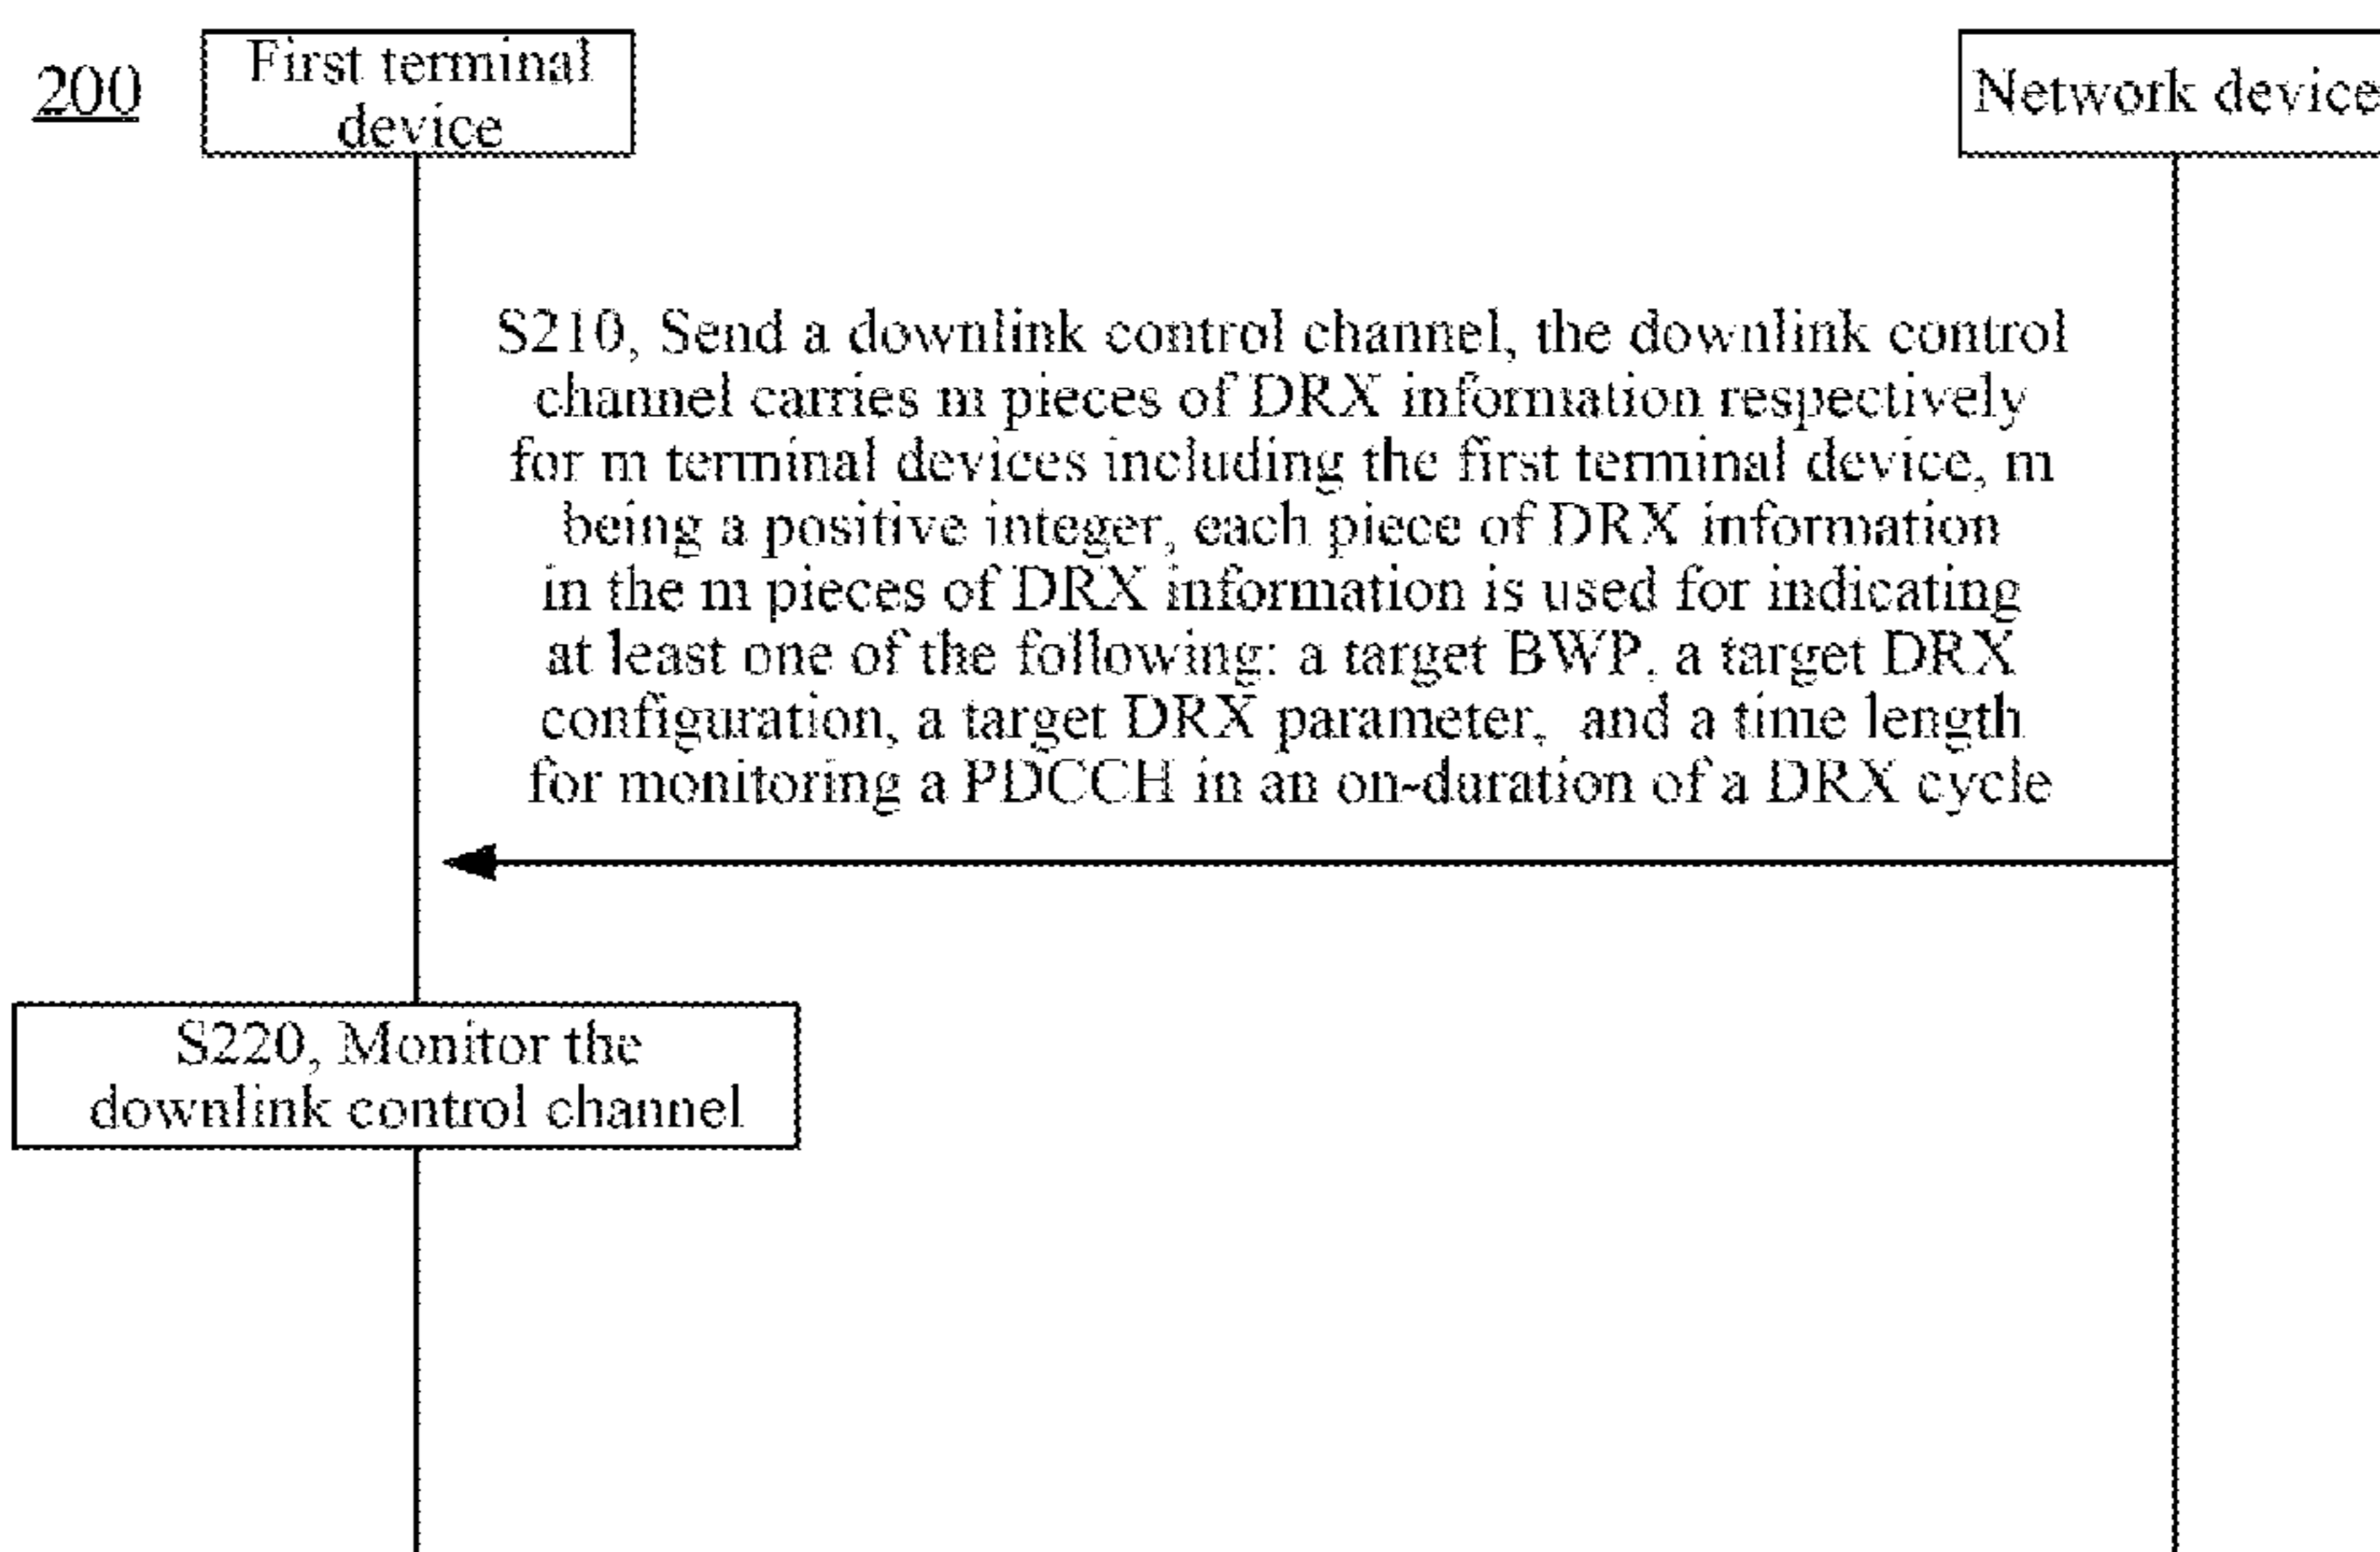 200
First terminal
device
Network device
S210, Send a downlink control channel, the downlink control
channel carries m pieces of DRX information respectively
for m terminal devices including the first terminal device, m
being a positive integer, each piece of DRX information
in the m pieces of DRX information is used for indicating
at least one of the following: a target BWP, a target DRX
configuration, a target DRX parameter, and a time length
for monitoring a PDCCH in an on-duration of a DRX cycle
S220, Monitor the
downlink control channel